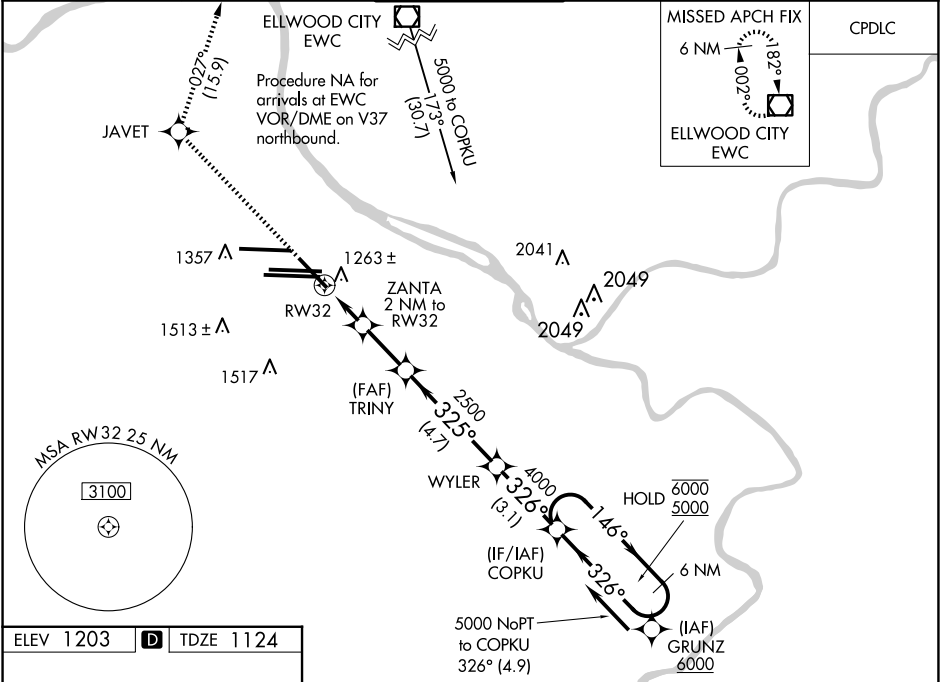 ELLWOOD CITY
EWC
Procedure NA for
arrivals at EWC
VOR/DME on V37
northbound.
5000 to COPKU
173°
(30.7)
027°
(15.9)
JAVET
MISSED APCH FIX
6 NM
182°
002°
ELLWOOD CITY
EWC
CPDLC
1357
1263 ±
RW32
ZANTA
2 NM to
RW32
2041
2049
2049
1513 ±
1517
(FAF)
TRINY
2500
325°
(4.7)
WYLER
4000
326°
(3.1)
(IF/IAF)
COPKU
HOLD 6000
5000
146°
326°
6 NM
5000 NoPT
to COPKU
326° (4.9)
(IAF)
GRUNZ
6000
MSA RW32 25 NM
3100
ELEV 1203 D TDZE 1124